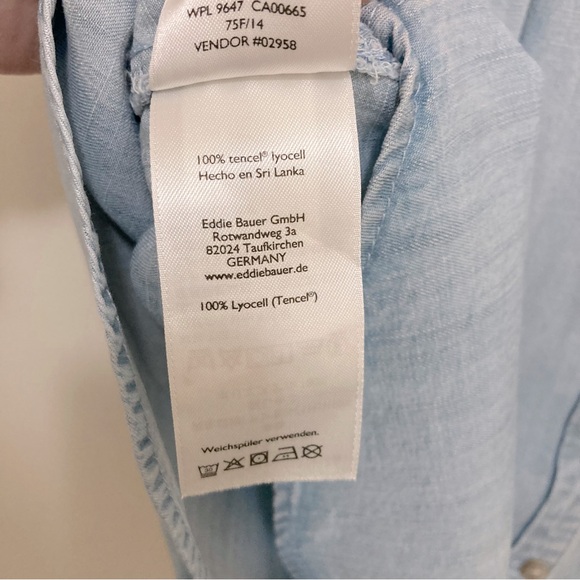 WPL 9647 CA00665
75F/14
VENDOR #02958
100% tencel® lyocell
Hecho en Sri Lanka
Eddie Bauer GmbH
Rotwandweg 3a
82024 Taufkirchen
GERMANY
www.eddiebauer.de
100% Lyocell (Tencel®)
Weichspüler verwenden.